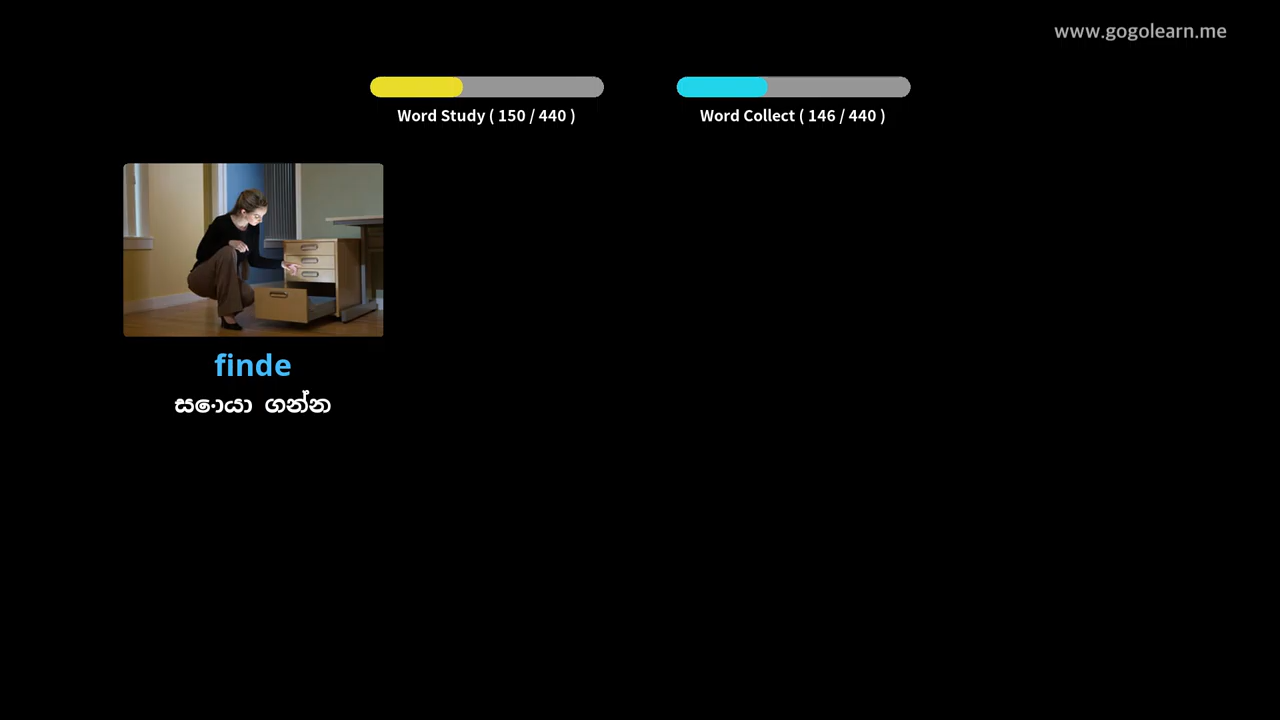 www.gogolearn.me
Word Study ( 150 / 440 )
Word Collect ( 146 / 440 )
finde
සොයා ගන්න